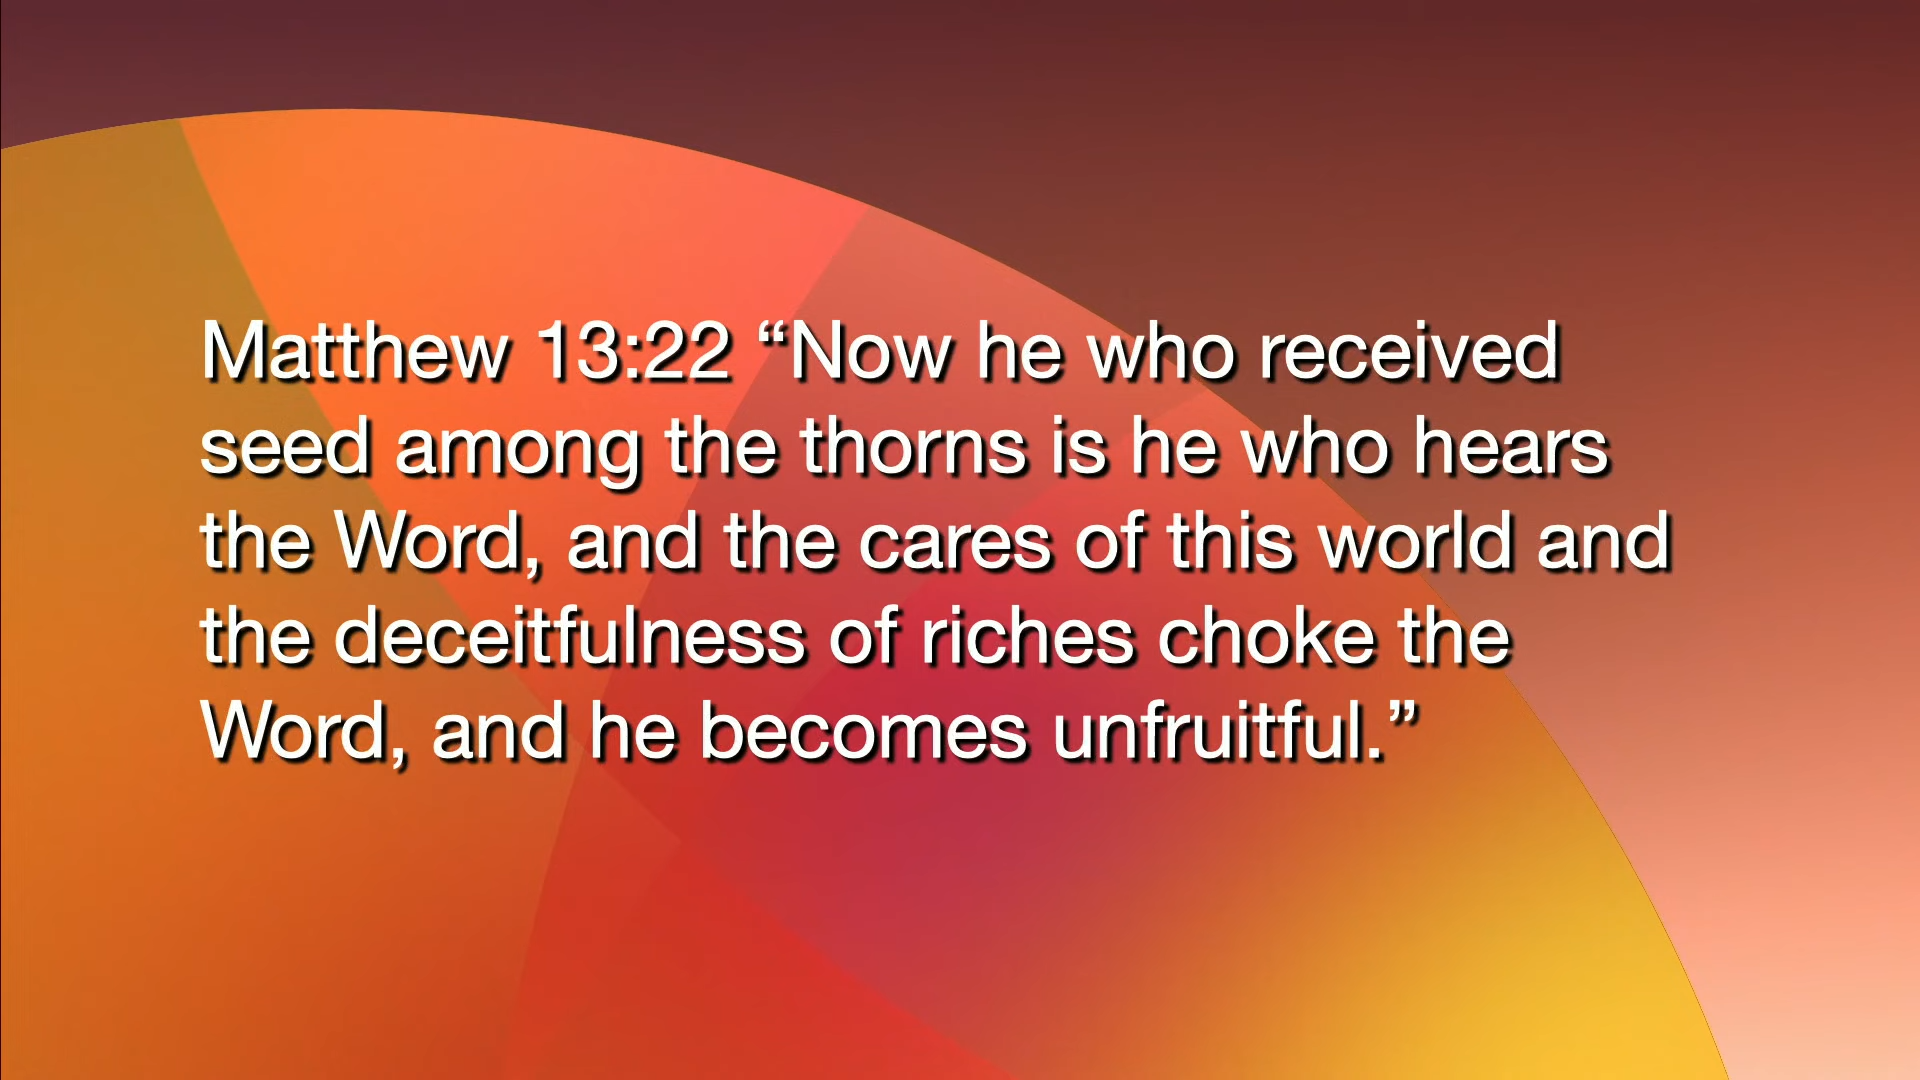 Matthew 13:22 “Now he who received
seed among the thorns is he who hears
the Word, and the cares of this world and
the deceitfulness of riches choke the
Word, and he becomes unfruitful.”